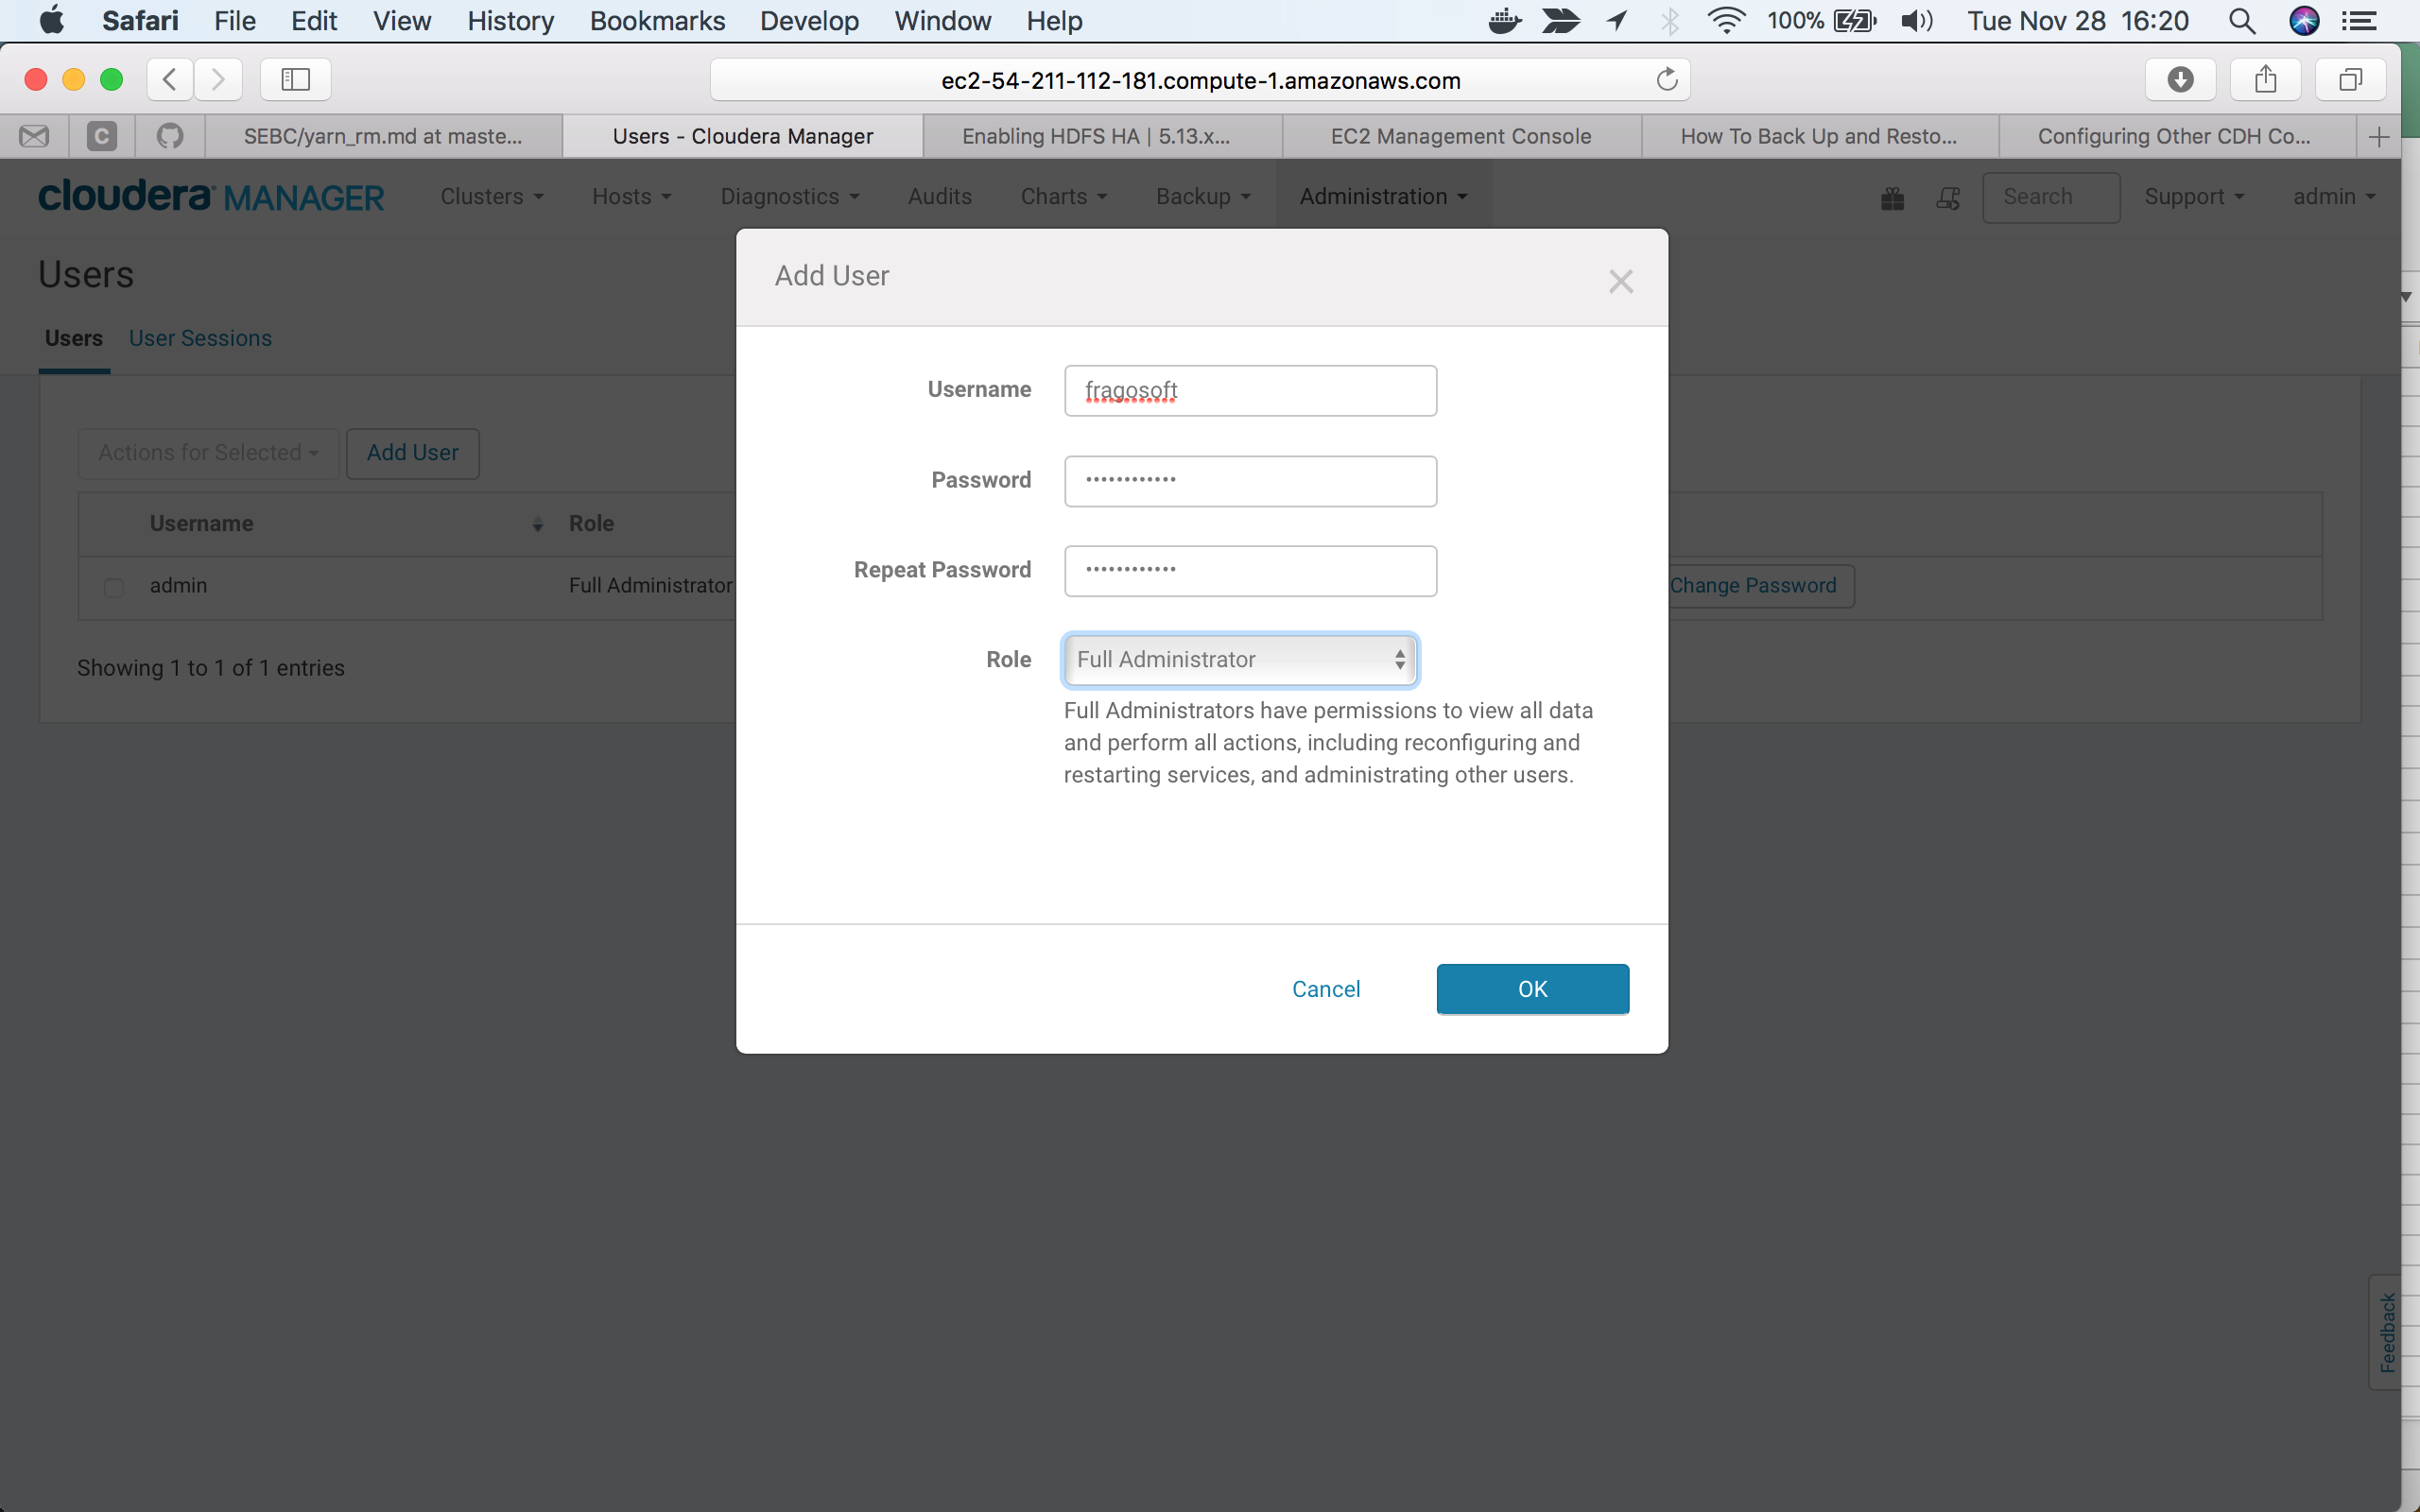 Safari File Edit View History Bookmarks Develop Window Help 100% Tue Nov 28 16:20
ec2-54-211-112-181.compute-1.amazonaws.com
C SEBC/yarn_rm.md at maste... Users - Cloudera Manager Enabling HDFS HA | 5.13.x... EC2 Management Console How To Back Up and Resto... Configuring Other CDH Co...
cloudera MANAGER Clusters Hosts Diagnostics Audits Charts Backup Administration Search Support admin
Users
Users User Sessions
Actions for Selected Add User
Username Role
admin Full Administrator Change Password
Showing 1 to 1 of 1 entries
Add User
Username fragosoft
Password ••••••••••••
Repeat Password ••••••••••••
Role Full Administrator
Full Administrators have permissions to view all data
and perform all actions, including reconfiguring and
restarting services, and administrating other users.
Cancel OK
Feedback